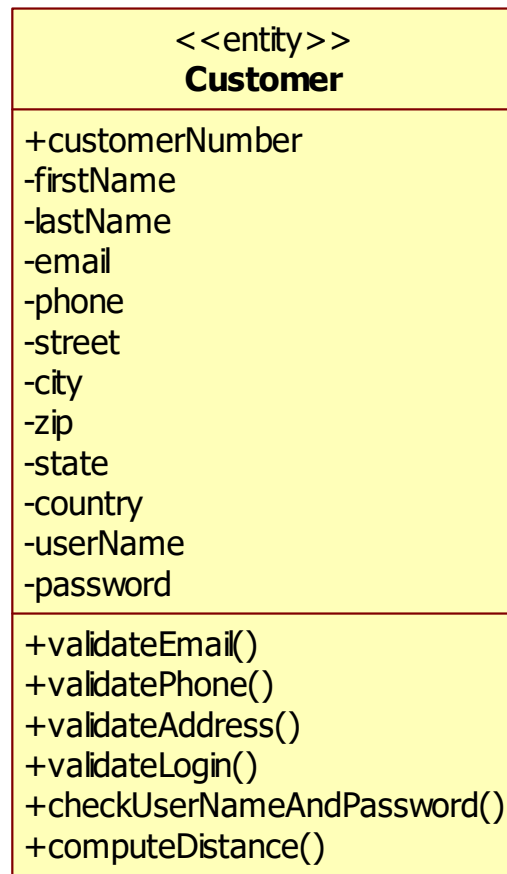 <<entity>>
Customer
+customerNumber
-firstName
-lastName
-email
-phone
-street
-city
-zip
-state
-country
-userName
-password
+validateEmail()
+validatePhone()
+validateAddress()
+validateLogin()
+checkUserNameAndPassword()
+computeDistance()